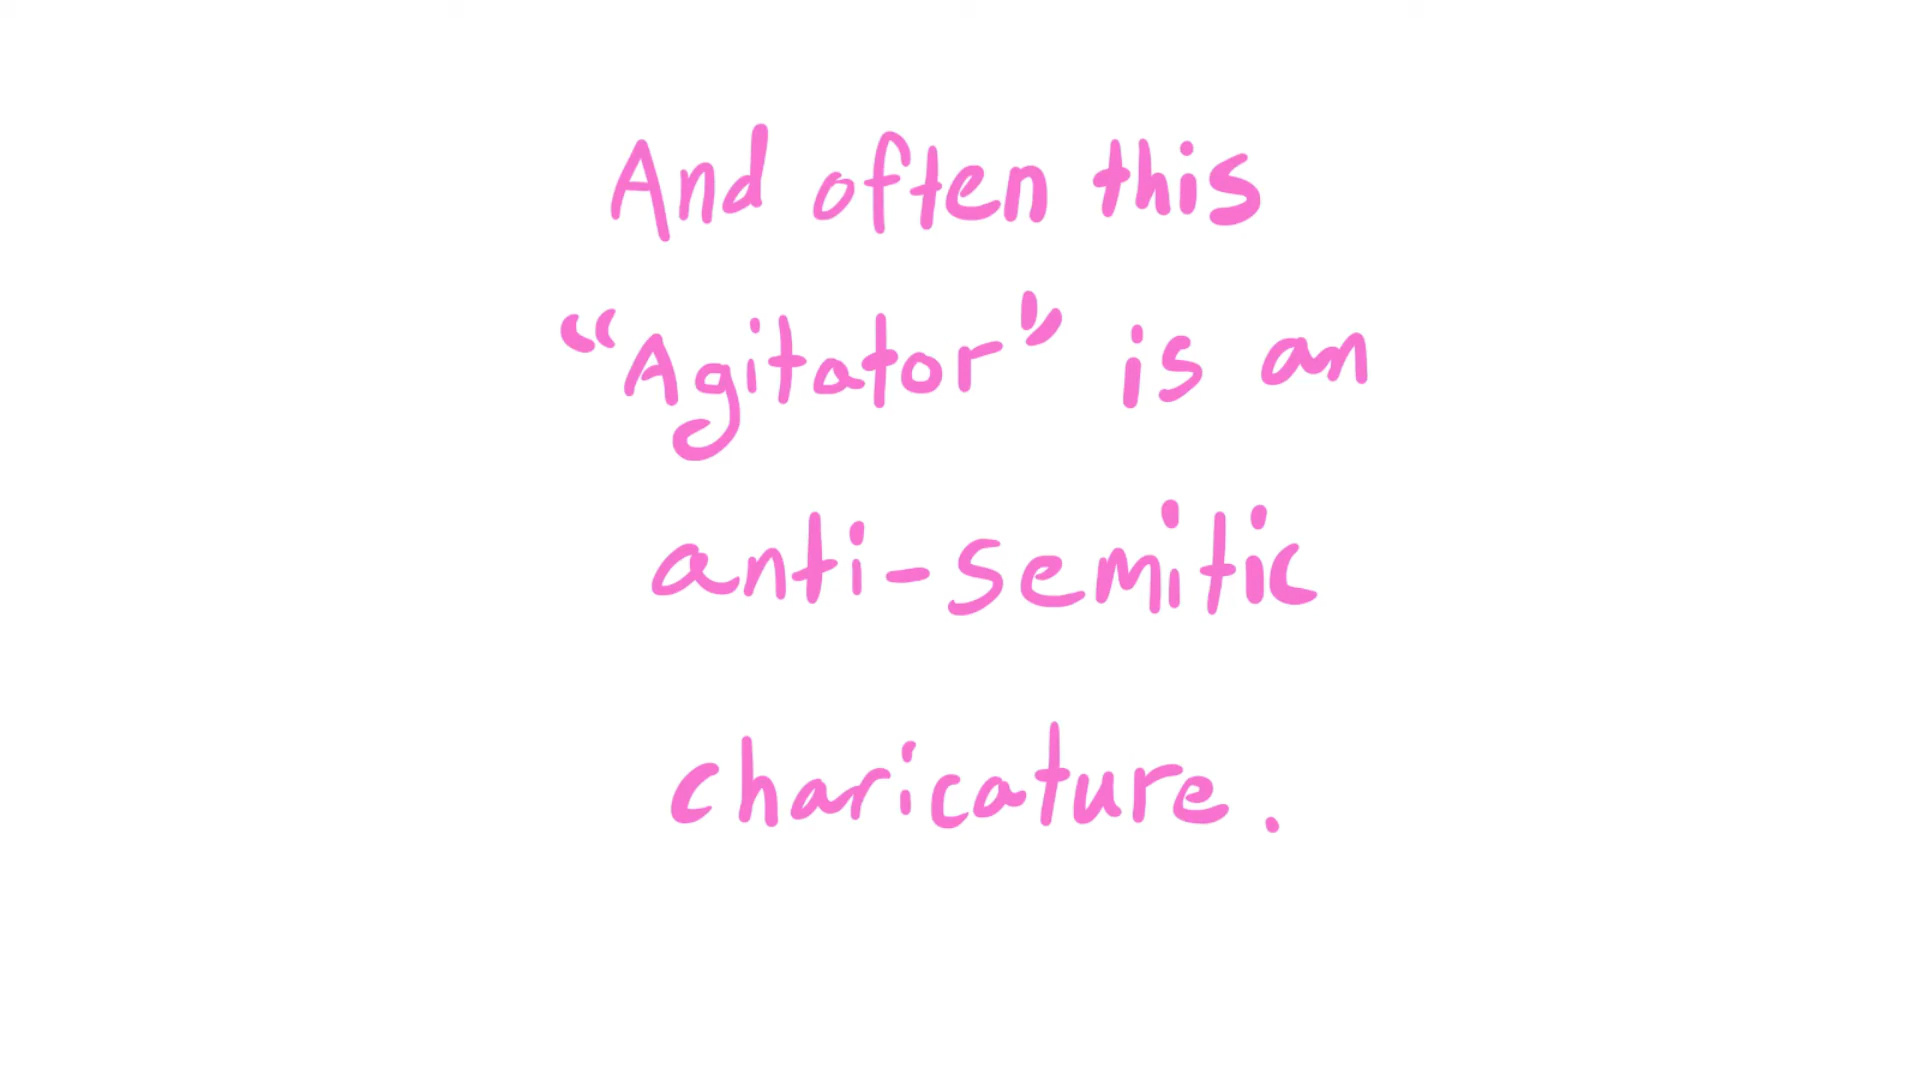 And often this
“Agitator” is an
anti-semitic
charicature.